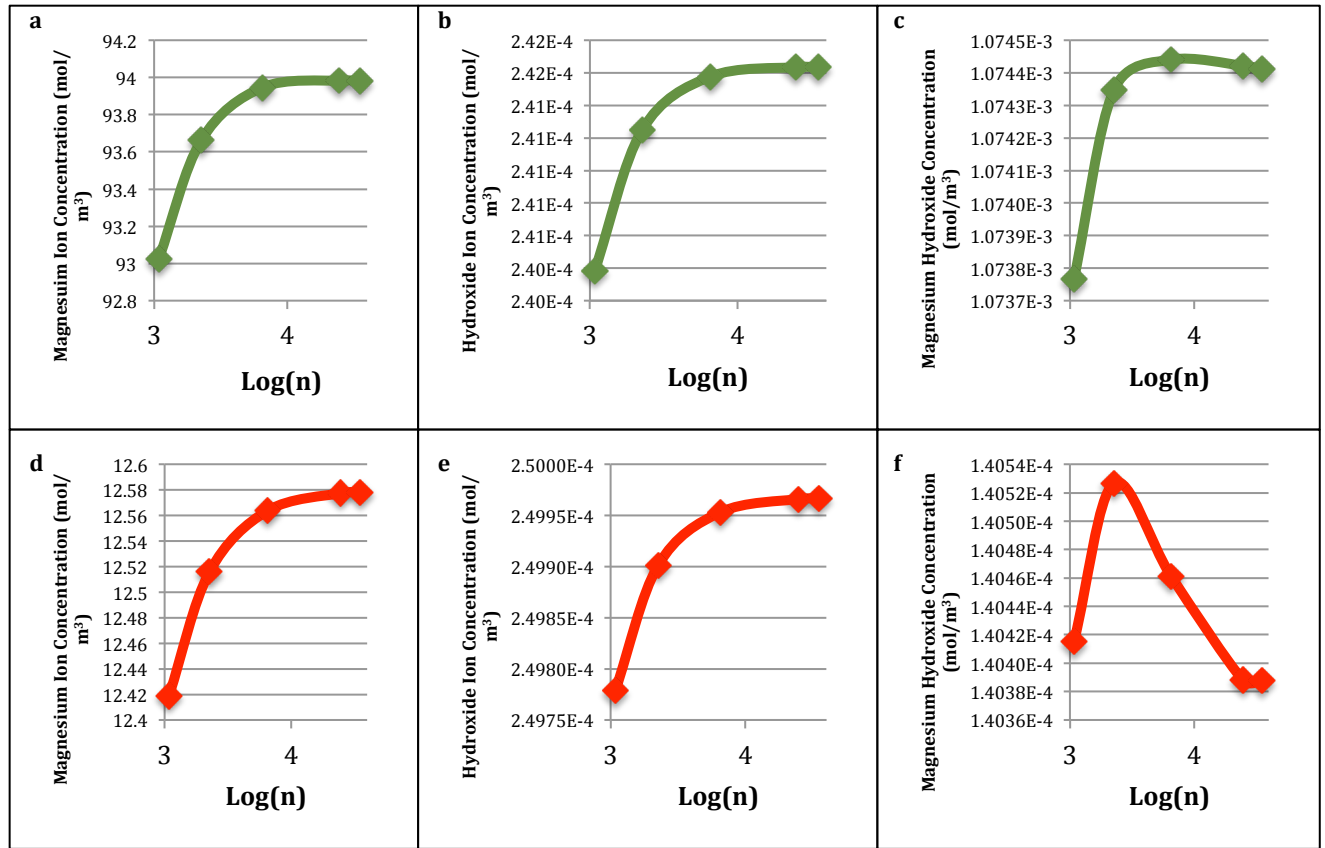 a
Magnesuim Ion Concentration (mol/
m³)
94.2
94
93.8
93.6
93.4
93.2
93
92.8
3
4
Log(n)
b
Hydroxide Ion Concentration (mol/
m³)
2.42E-4
2.42E-4
2.41E-4
2.41E-4
2.41E-4
2.41E-4
2.41E-4
2.40E-4
2.40E-4
3
4
Log(n)
c
Magnesium Hydroxide Concentration
(mol/m³)
1.0745E-3
1.0744E-3
1.0743E-3
1.0742E-3
1.0741E-3
1.0740E-3
1.0739E-3
1.0738E-3
1.0737E-3
3
4
Log(n)
d
Magnesium Ion Concentration (mol/
m³)
12.6
12.58
12.56
12.54
12.52
12.5
12.48
12.46
12.44
12.42
12.4
3
4
Log(n)
e
Hydroxide Ion Concentration (mol/
m³)
2.5000E-4
2.4995E-4
2.4990E-4
2.4985E-4
2.4980E-4
2.4975E-4
3
4
Log(n)
f
Magnesium Hydroxide Concentration
(mol/m³)
1.4054E-4
1.4052E-4
1.4050E-4
1.4048E-4
1.4046E-4
1.4044E-4
1.4042E-4
1.4040E-4
1.4038E-4
1.4036E-4
3
4
Log(n)